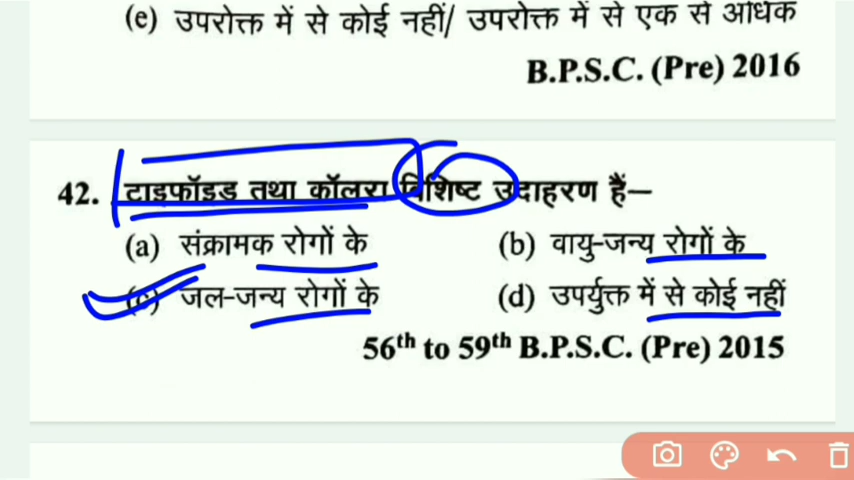 (e) उपरोक्त में से कोई नहीं/ उपरोक्त में से एक से अधिक
B.P.S.C. (Pre) 2016
42. टाइफॉइड तथा कॉलरा विशिष्ट उदाहरण हैं—
(a) संक्रामक रोगों के (b) वायु-जन्य रोगों के
(c) जल-जन्य रोगों के (d) उपर्युक्त में से कोई नहीं
56th to 59th B.P.S.C. (Pre) 2015